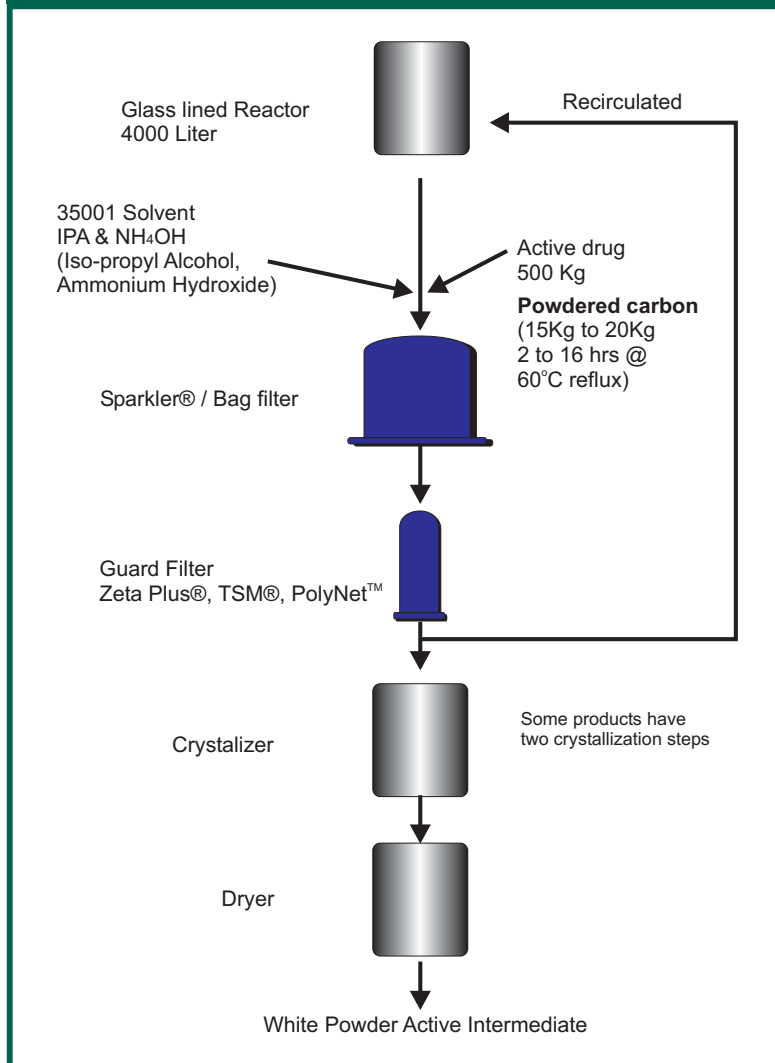 Glass lined Reactor
4000 Liter
Recirculated
35001 Solvent
IPA & NH₄OH
(Iso-propyl Alcohol,
Ammonium Hydroxide)
Active drug
500 Kg
Powdered carbon
(15Kg to 20Kg
2 to 16 hrs @
60°C reflux)
Sparkler® / Bag filter
Guard Filter
Zeta Plus®, TSM®, PolyNet™
Crystalizer
Some products have
two crystallization steps
Dryer
White Powder Active Intermediate